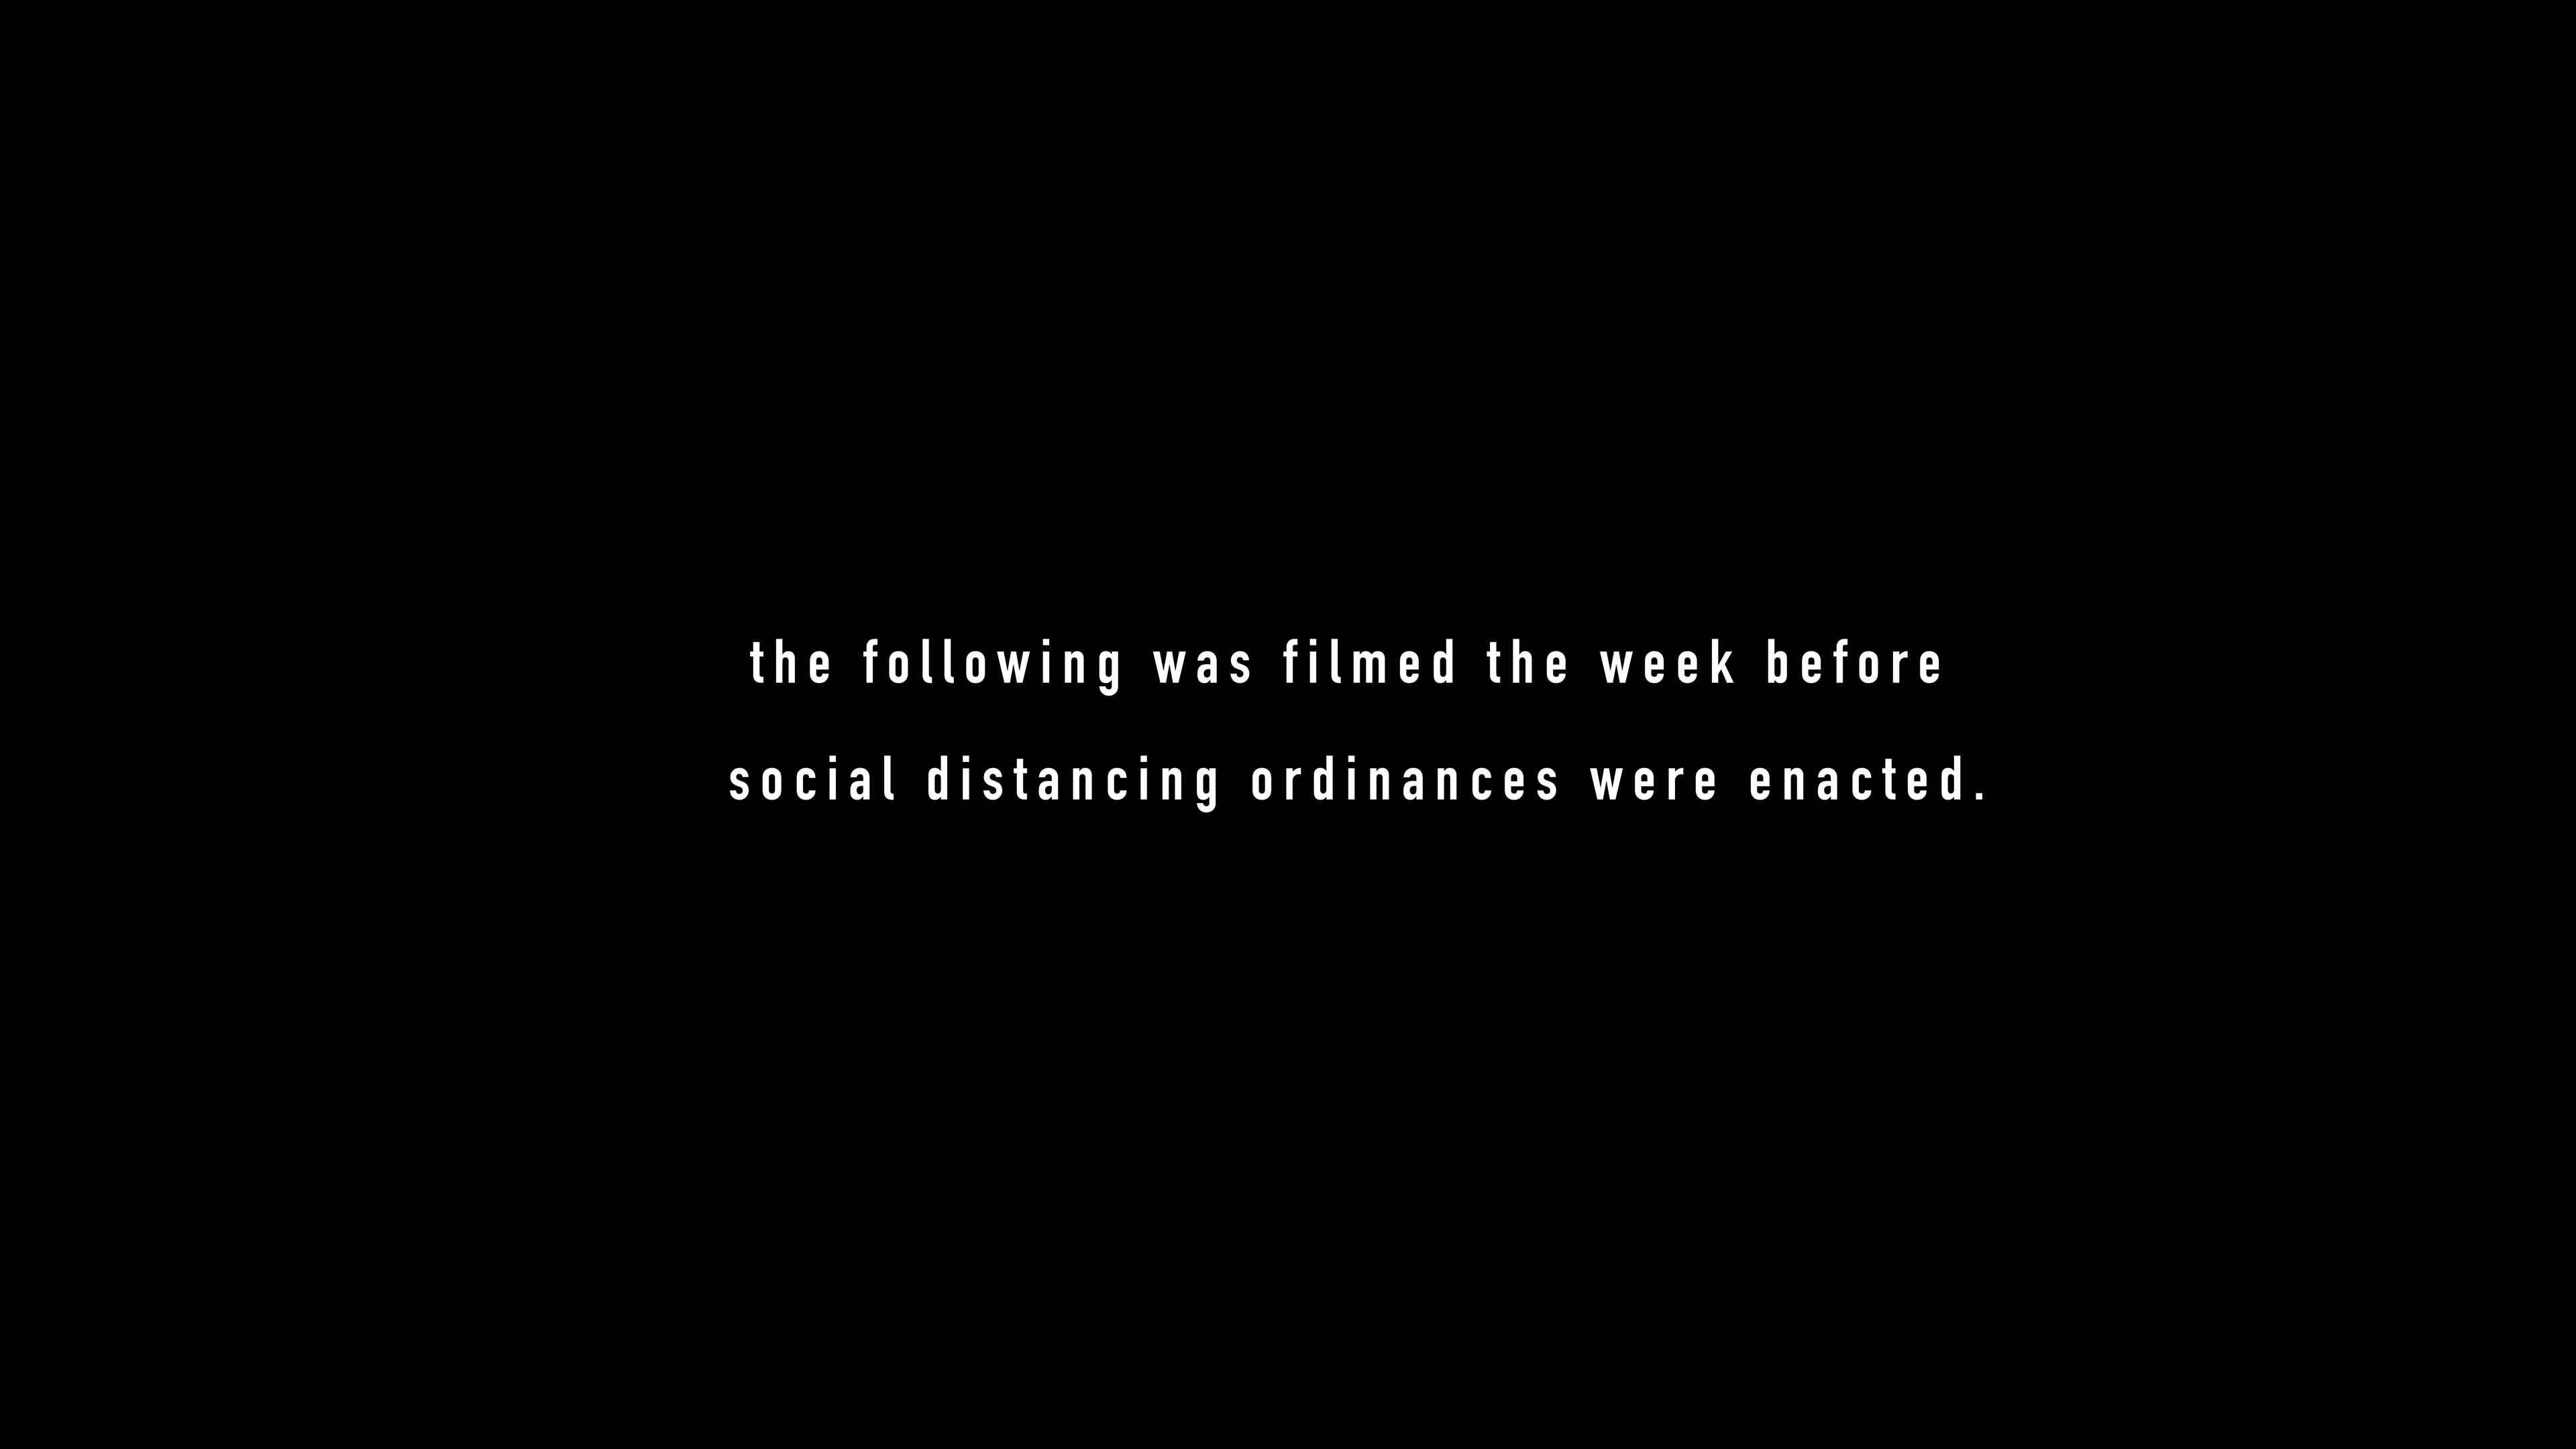 the following was filmed the week before
social distancing ordinances were enacted.